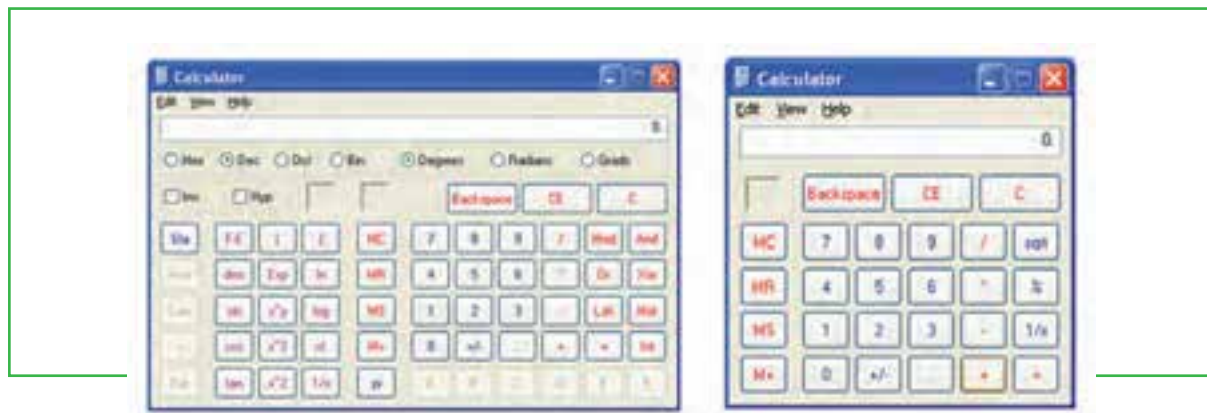 Calculator
Edit View Help
0.
Hex Dec Oct Bin Degrees Radians Grads
Inv Hyp Backspace CE C
Sta F-E ( ) MC 7 8 9 / Mod And
dms Exp ln MR 4 5 6 * Or Xor
sin x^y log MS 1 2 3 - Lsh Not
cos x^3 n! M+ 0 +/- . + = Int
tan x^2 1/x pi A B C D E F
Calculator
Edit View Help
0.
Backspace CE C
MC 7 8 9 / sqrt
MR 4 5 6 * %
MS 1 2 3 - 1/x
M+ 0 +/- . + =